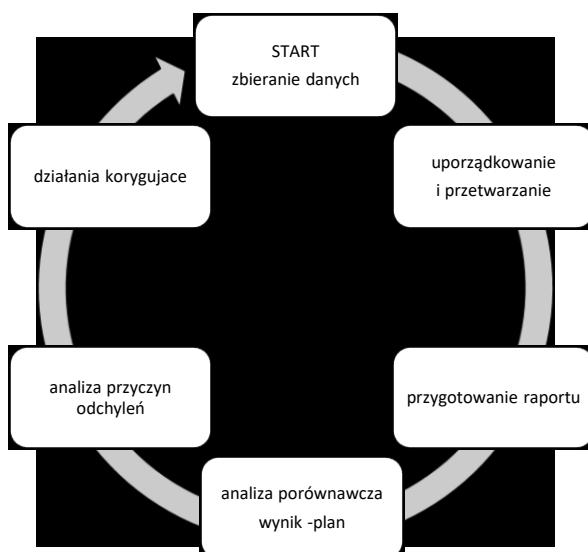 START
zbieranie danych
uporządkowanie
i przetwarzanie
przygotowanie raportu
analiza porównawcza
wynik -plan
analiza przyczyn
odchyleń
działania korygujace